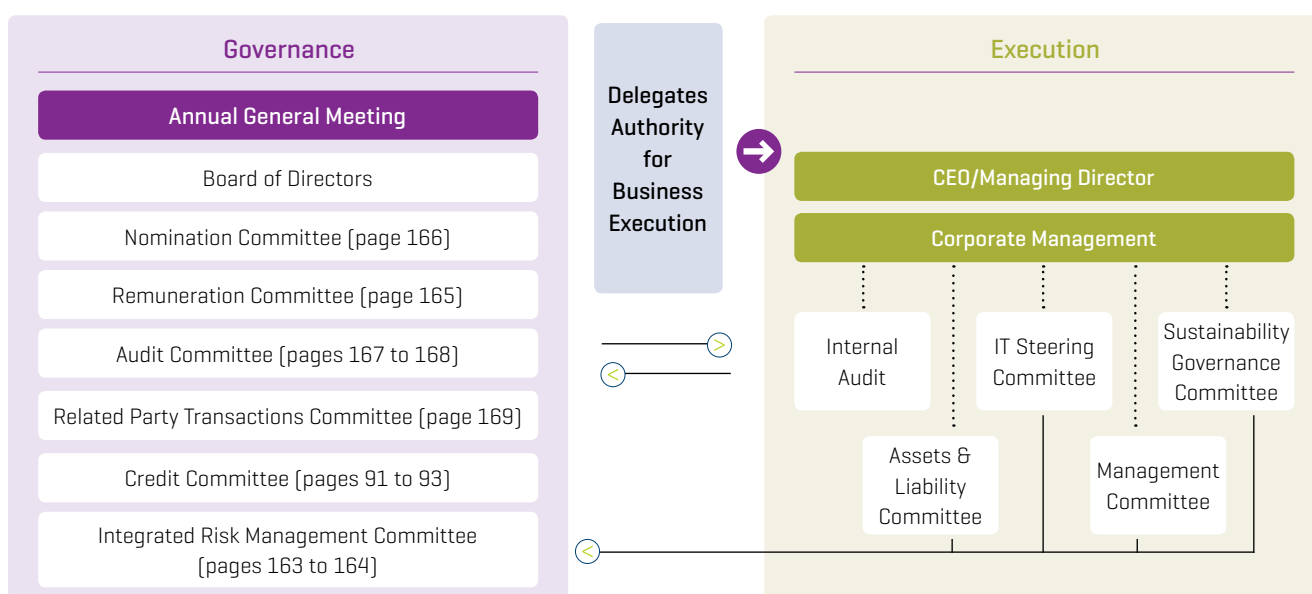 Governance
Annual General Meeting
Board of Directors
Nomination Committee (page 166)
Remuneration Committee (page 165)
Audit Committee (pages 167 to 168)
Related Party Transactions Committee (page 169)
Credit Committee (pages 91 to 93)
Integrated Risk Management Committee
(pages 163 to 164)
Delegates
Authority
for
Business
Execution
Execution
CEO/Managing Director
Corporate Management
Internal
Audit
IT Steering
Committee
Sustainability
Governance
Committee
Assets &
Liability
Committee
Management
Committee